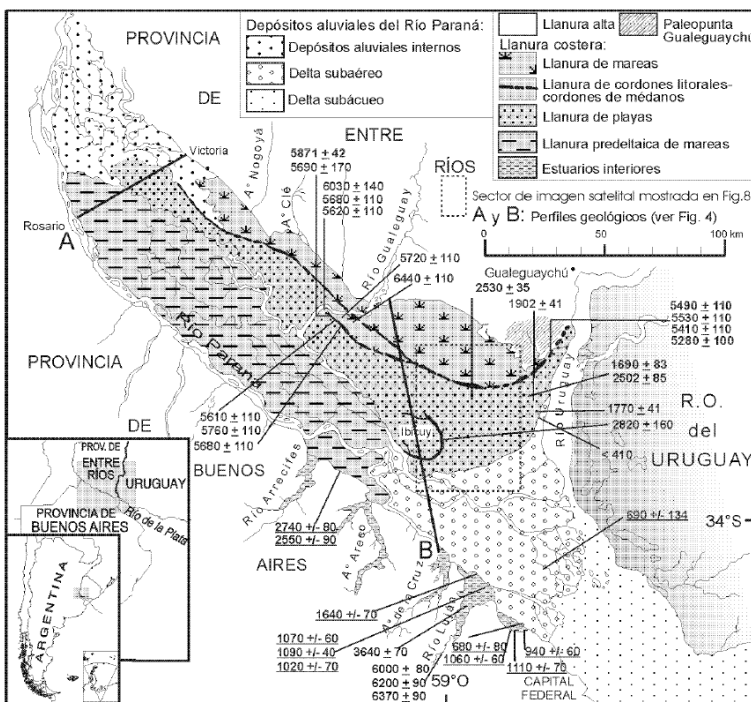 PROVINCIA
DE
Depósitos aluviales del Río Paraná:
Depósitos aluviales internos
Delta subaéreo
Delta subácueo
Llanura alta
Paleopunta
Gualeguaychú
Llanura costera:
Llanura de mareas
Llanura de cordones litorales-
cordones de médanos
Llanura de playas
Llanura predeltaica de mareas
Estuarios interiores
Sector de imagen satelital mostrada en Fig.8
A y B: Perfiles geológicos (ver Fig. 4)
0 50 100 km
ENTRE
RÍOS
Victoria
Rosario
A
A° Nogoyá
A° Clé
Río Gualeguay
5871 ± 42
5690 ± 170
6030 ± 140
5680 ± 110
5620 ± 110
5720 ± 110
6440 ± 110
Gualeguaychú
2530 ± 35
1902 ± 41
5490 ± 110
5530 ± 110
5410 ± 110
5280 ± 100
1690 ± 83
2502 ± 85
1770 ± 41
2820 ± 160
< 410
Río Uruguay
R.O.
del
URUGUAY
Río Paraná
Ibicuy
5610 ± 110
5760 ± 110
5680 ± 110
PROVINCIA
DE
BUENOS
AIRES
Río Arrecifes
2740 +/- 80
2550 +/- 90
A° Areco
A° de la Cruz
B
Río Luján
690 +/- 134
34°S
1640 +/- 70
1070 +/- 60
1090 +/- 40
1020 +/- 70
3640 ± 70
6000 ± 80
6200 ± 90
6370 ± 90
680 +/- 80
1060 +/- 60
940 +/- 60
1110 +/- 70
59°O
CAPITAL
FEDERAL
PROV. DE
ENTRE
RÍOS
URUGUAY
PROVINCIA DE
BUENOS AIRES
Río de la Plata
ARGENTINA